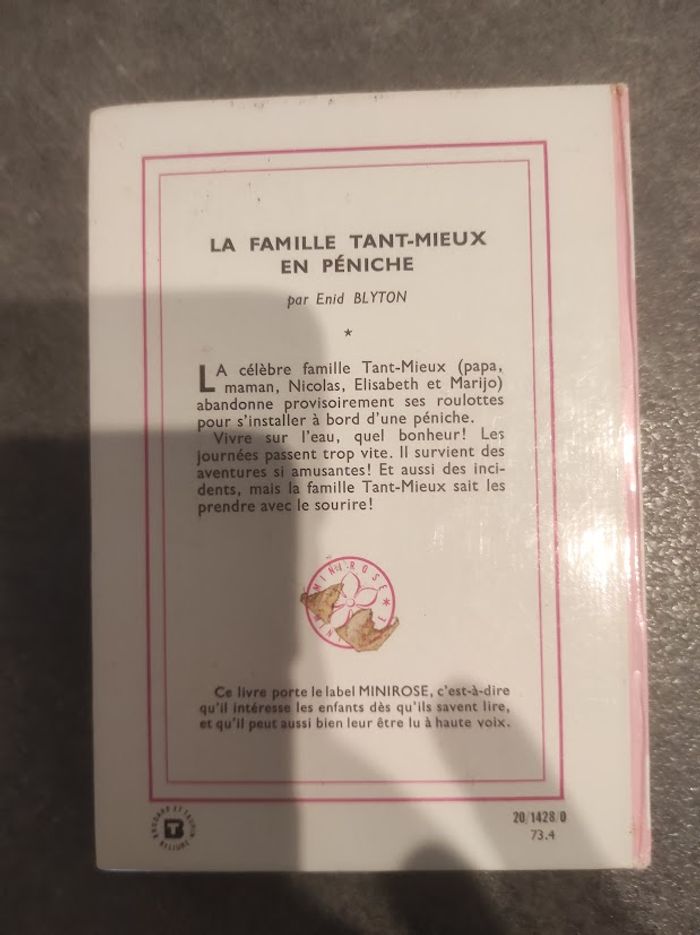 LA FAMILLE TANT-MIEUX
EN PÉNICHE
par Enid BLYTON
*
LA célèbre famille Tant-Mieux (papa,
maman, Nicolas, Elisabeth et Marijo)
abandonne provisoirement ses roulottes
pour s'installer à bord d'une péniche.
Vivre sur l'eau, quel bonheur! Les
journées passent trop vite. Il survient des
aventures si amusantes! Et aussi des inci-
dents, mais la famille Tant-Mieux sait les
prendre avec le sourire!
MINIROSE *
Ce livre porte le label MINIROSE, c'est-à-dire
qu'il intéresse les enfants dès qu'ils savent lire,
et qu'il peut aussi bien leur être lu à haute voix.
BRODARD ET TAUPIN
RELIURE
20/1428/0
73.4